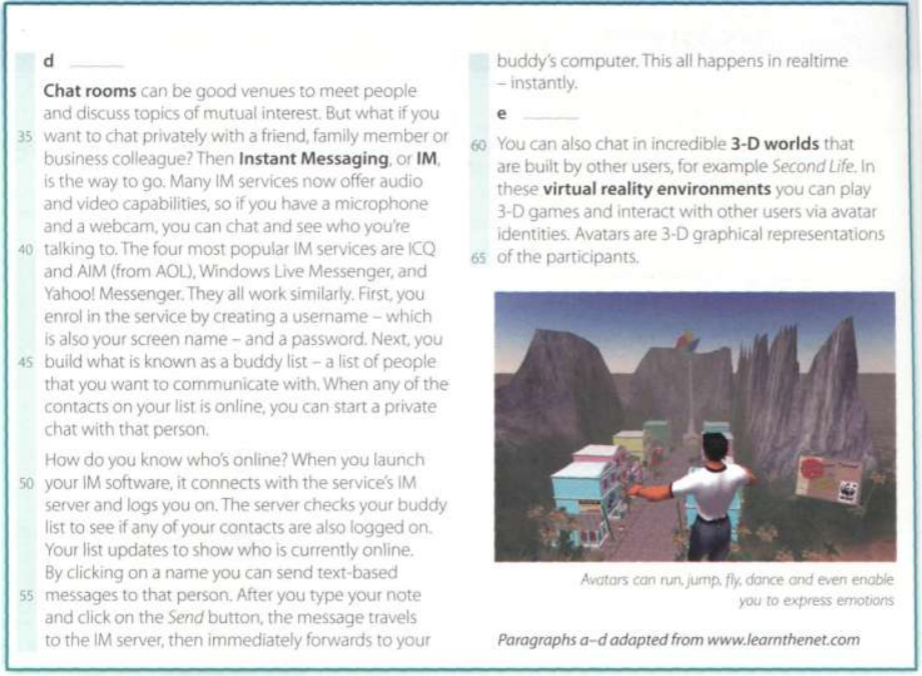 d ______
Chat rooms can be good venues to meet people
and discuss topics of mutual interest. But what if you
35 want to chat privately with a friend, family member or
business colleague? Then Instant Messaging, or IM,
is the way to go. Many IM services now offer audio
and video capabilities, so if you have a microphone
and a webcam, you can chat and see who you're
40 talking to. The four most popular IM services are ICQ
and AIM (from AOL), Windows Live Messenger, and
Yahoo! Messenger. They all work similarly. First, you
enrol in the service by creating a username – which
is also your screen name – and a password. Next, you
45 build what is known as a buddy list – a list of people
that you want to communicate with. When any of the
contacts on your list is online, you can start a private
chat with that person.
How do you know who's online? When you launch
50 your IM software, it connects with the service's IM
server and logs you on. The server checks your buddy
list to see if any of your contacts are also logged on.
Your list updates to show who is currently online.
By clicking on a name you can send text-based
55 messages to that person. After you type your note
and click on the Send button, the message travels
to the IM server, then immediately forwards to your
buddy's computer. This all happens in realtime
– instantly.
e ______
60 You can also chat in incredible 3-D worlds that
are built by other users, for example Second Life. In
these virtual reality environments you can play
3-D games and interact with other users via avatar
identities. Avatars are 3-D graphical representations
65 of the participants.
WWF
Avatars can run, jump, fly, dance and even enable
you to express emotions
Paragraphs a–d adapted from www.learnthenet.com